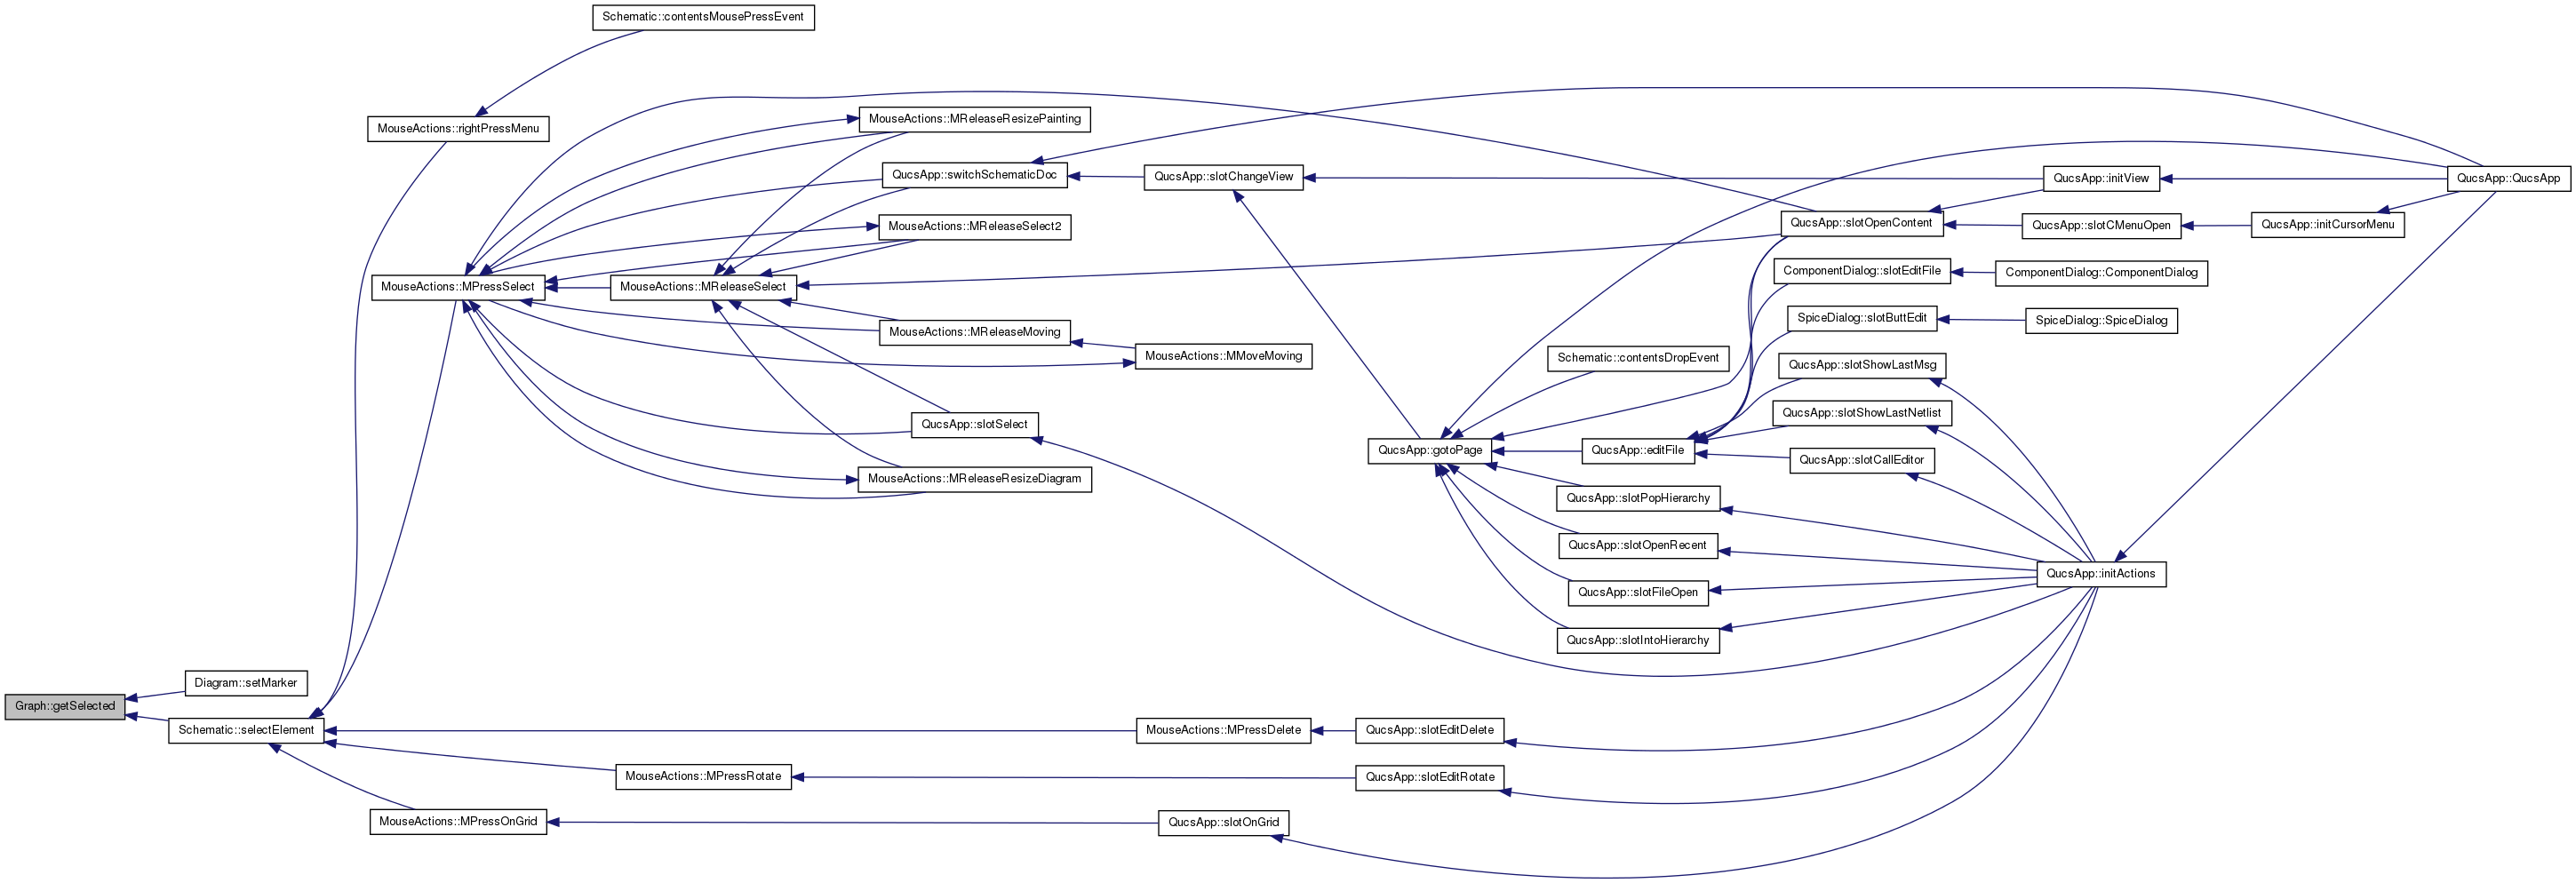 Schematic::contentsMousePressEvent
MouseActions::rightPressMenu
MouseActions::MReleaseResizePainting
QucsApp::switchSchematicDoc
QucsApp::slotChangeView
QucsApp::initView
QucsApp::QucsApp
MouseActions::MReleaseSelect2
QucsApp::slotOpenContent
QucsApp::slotCMenuOpen
QucsApp::initCursorMenu
MouseActions::MPressSelect
MouseActions::MReleaseSelect
ComponentDialog::slotEditFile
ComponentDialog::ComponentDialog
MouseActions::MReleaseMoving
SpiceDialog::slotButtEdit
SpiceDialog::SpiceDialog
MouseActions::MMoveMoving
Schematic::contentsDropEvent
QucsApp::slotShowLastMsg
QucsApp::slotShowLastNetlist
QucsApp::slotSelect
QucsApp::gotoPage
QucsApp::editFile
QucsApp::slotCallEditor
MouseActions::MReleaseResizeDiagram
QucsApp::slotPopHierarchy
QucsApp::slotOpenRecent
QucsApp::initActions
QucsApp::slotFileOpen
QucsApp::slotIntoHierarchy
Diagram::setMarker
Graph::getSelected
Schematic::selectElement
MouseActions::MPressDelete
QucsApp::slotEditDelete
MouseActions::MPressRotate
QucsApp::slotEditRotate
MouseActions::MPressOnGrid
QucsApp::slotOnGrid